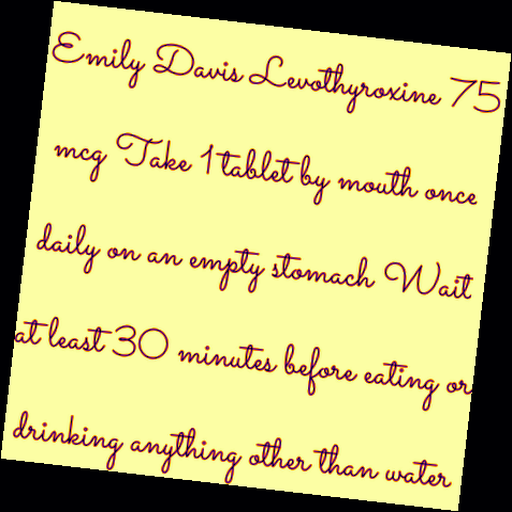 Emily Davis Levothyroxine 75
mcg Take 1 tablet by mouth once
daily on an empty stomach Wait
at least 30 minutes before eating or
drinking anything other than water